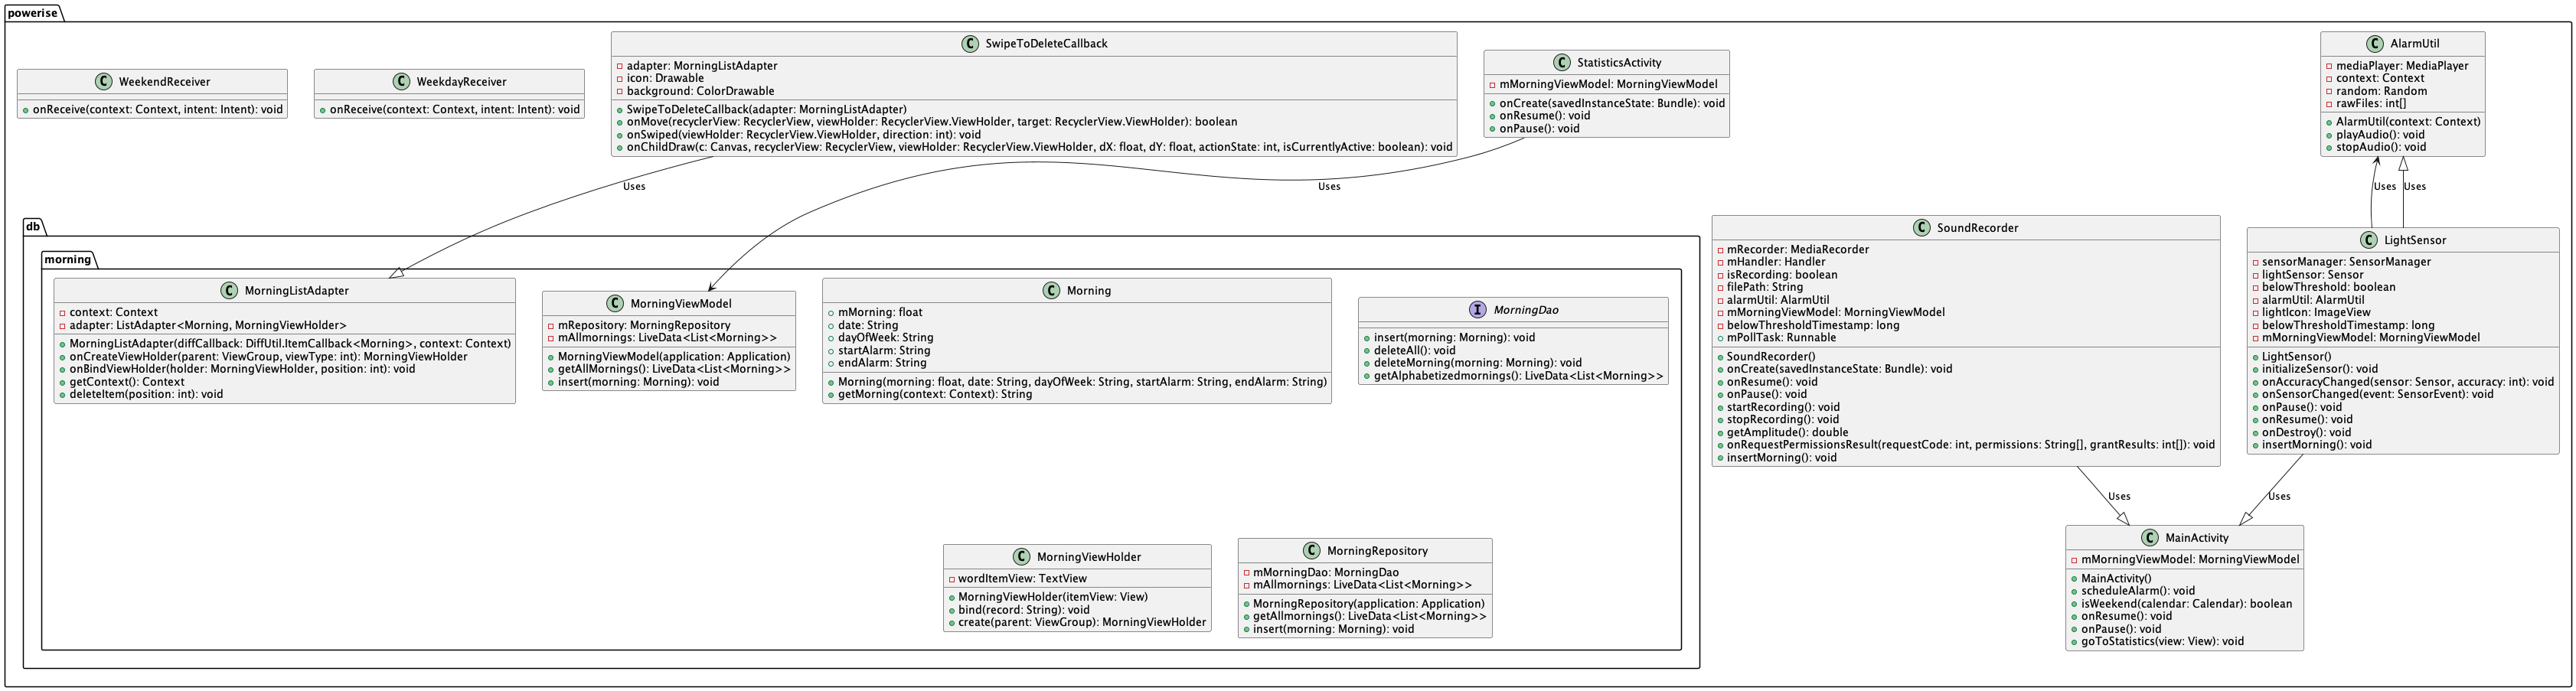 powerise
C WeekendReceiver
onReceive(context: Context, intent: Intent): void
C WeekdayReceiver
onReceive(context: Context, intent: Intent): void
C SwipeToDeleteCallback
adapter: MorningListAdapter
icon: Drawable
background: ColorDrawable
SwipeToDeleteCallback(adapter: MorningListAdapter)
onMove(recyclerView: RecyclerView, viewHolder: RecyclerView.ViewHolder, target: RecyclerView.ViewHolder): boolean
onSwiped(viewHolder: RecyclerView.ViewHolder, direction: int): void
onChildDraw(c: Canvas, recyclerView: RecyclerView, viewHolder: RecyclerView.ViewHolder, dX: float, dY: float, actionState: int, isCurrentlyActive: boolean): void
C StatisticsActivity
mMorningViewModel: MorningViewModel
onCreate(savedInstanceState: Bundle): void
onResume(): void
onPause(): void
C AlarmUtil
mediaPlayer: MediaPlayer
context: Context
random: Random
rawFiles: int[]
AlarmUtil(context: Context)
playAudio(): void
stopAudio(): void
Uses
Uses
Uses
Uses
db
morning
C MorningListAdapter
context: Context
adapter: ListAdapter<Morning, MorningViewHolder>
MorningListAdapter(diffCallback: DiffUtil.ItemCallback<Morning>, context: Context)
onCreateViewHolder(parent: ViewGroup, viewType: int): MorningViewHolder
onBindViewHolder(holder: MorningViewHolder, position: int): void
getContext(): Context
deleteItem(position: int): void
C MorningViewModel
mRepository: MorningRepository
mAllmornings: LiveData<List<Morning>>
MorningViewModel(application: Application)
getAllMornings(): LiveData<List<Morning>>
insert(morning: Morning): void
C Morning
mMorning: float
date: String
dayOfWeek: String
startAlarm: String
endAlarm: String
Morning(morning: float, date: String, dayOfWeek: String, startAlarm: String, endAlarm: String)
getMorning(context: Context): String
I MorningDao
insert(morning: Morning): void
deleteAll(): void
deleteMorning(morning: Morning): void
getAlphabetizedmornings(): LiveData<List<Morning>>
C SoundRecorder
mRecorder: MediaRecorder
mHandler: Handler
isRecording: boolean
filePath: String
alarmUtil: AlarmUtil
mMorningViewModel: MorningViewModel
belowThresholdTimestamp: long
mPollTask: Runnable
SoundRecorder()
onCreate(savedInstanceState: Bundle): void
onResume(): void
onPause(): void
startRecording(): void
stopRecording(): void
getAmplitude(): double
onRequestPermissionsResult(requestCode: int, permissions: String[], grantResults: int[]): void
insertMorning(): void
C LightSensor
sensorManager: SensorManager
lightSensor: Sensor
belowThreshold: boolean
alarmUtil: AlarmUtil
lightIcon: ImageView
belowThresholdTimestamp: long
mMorningViewModel: MorningViewModel
LightSensor()
initializeSensor(): void
onAccuracyChanged(sensor: Sensor, accuracy: int): void
onSensorChanged(event: SensorEvent): void
onPause(): void
onResume(): void
onDestroy(): void
insertMorning(): void
Uses
Uses
C MorningViewHolder
wordItemView: TextView
MorningViewHolder(itemView: View)
bind(record: String): void
create(parent: ViewGroup): MorningViewHolder
C MorningRepository
mMorningDao: MorningDao
mAllmornings: LiveData<List<Morning>>
MorningRepository(application: Application)
getAllmornings(): LiveData<List<Morning>>
insert(morning: Morning): void
C MainActivity
mMorningViewModel: MorningViewModel
MainActivity()
scheduleAlarm(): void
isWeekend(calendar: Calendar): boolean
onResume(): void
onPause(): void
goToStatistics(view: View): void